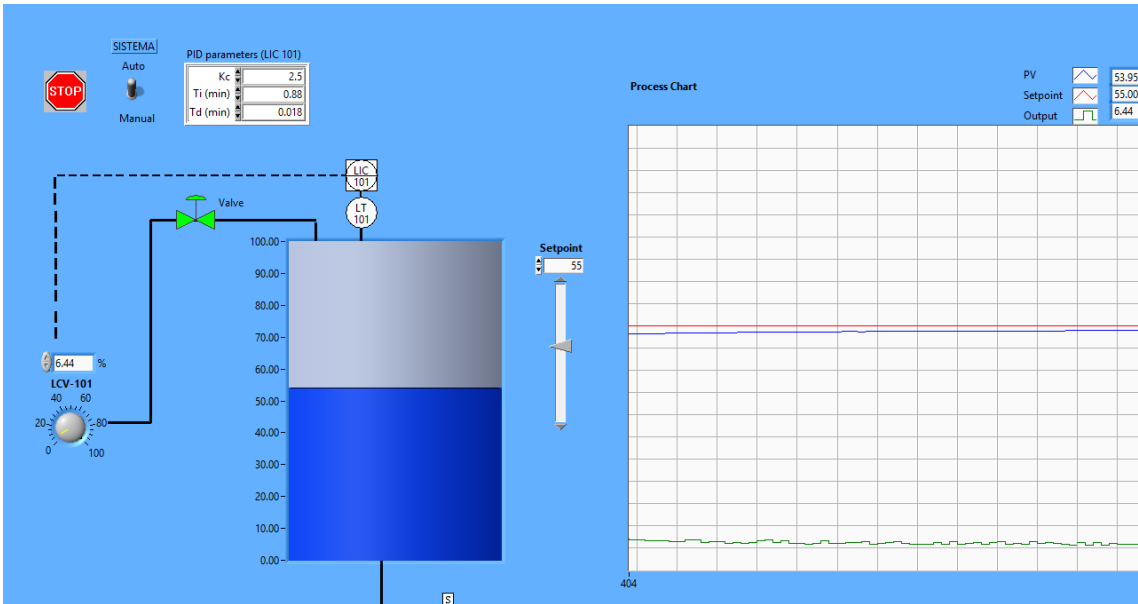 SISTEMA
Auto
Manual
STOP
PID parameters (LIC 101)
Kc 2.5
Ti (min) 0.88
Td (min) 0.018
Process Chart
PV 53.95
Setpoint 55.00
Output 6.44
LIC
101
LT
101
Valve
Setpoint
55
100.00
90.00
80.00
70.00
60.00
50.00
40.00
30.00
20.00
10.00
0.00
6.44 %
LCV-101
40 60
20 80
0 100
404
S